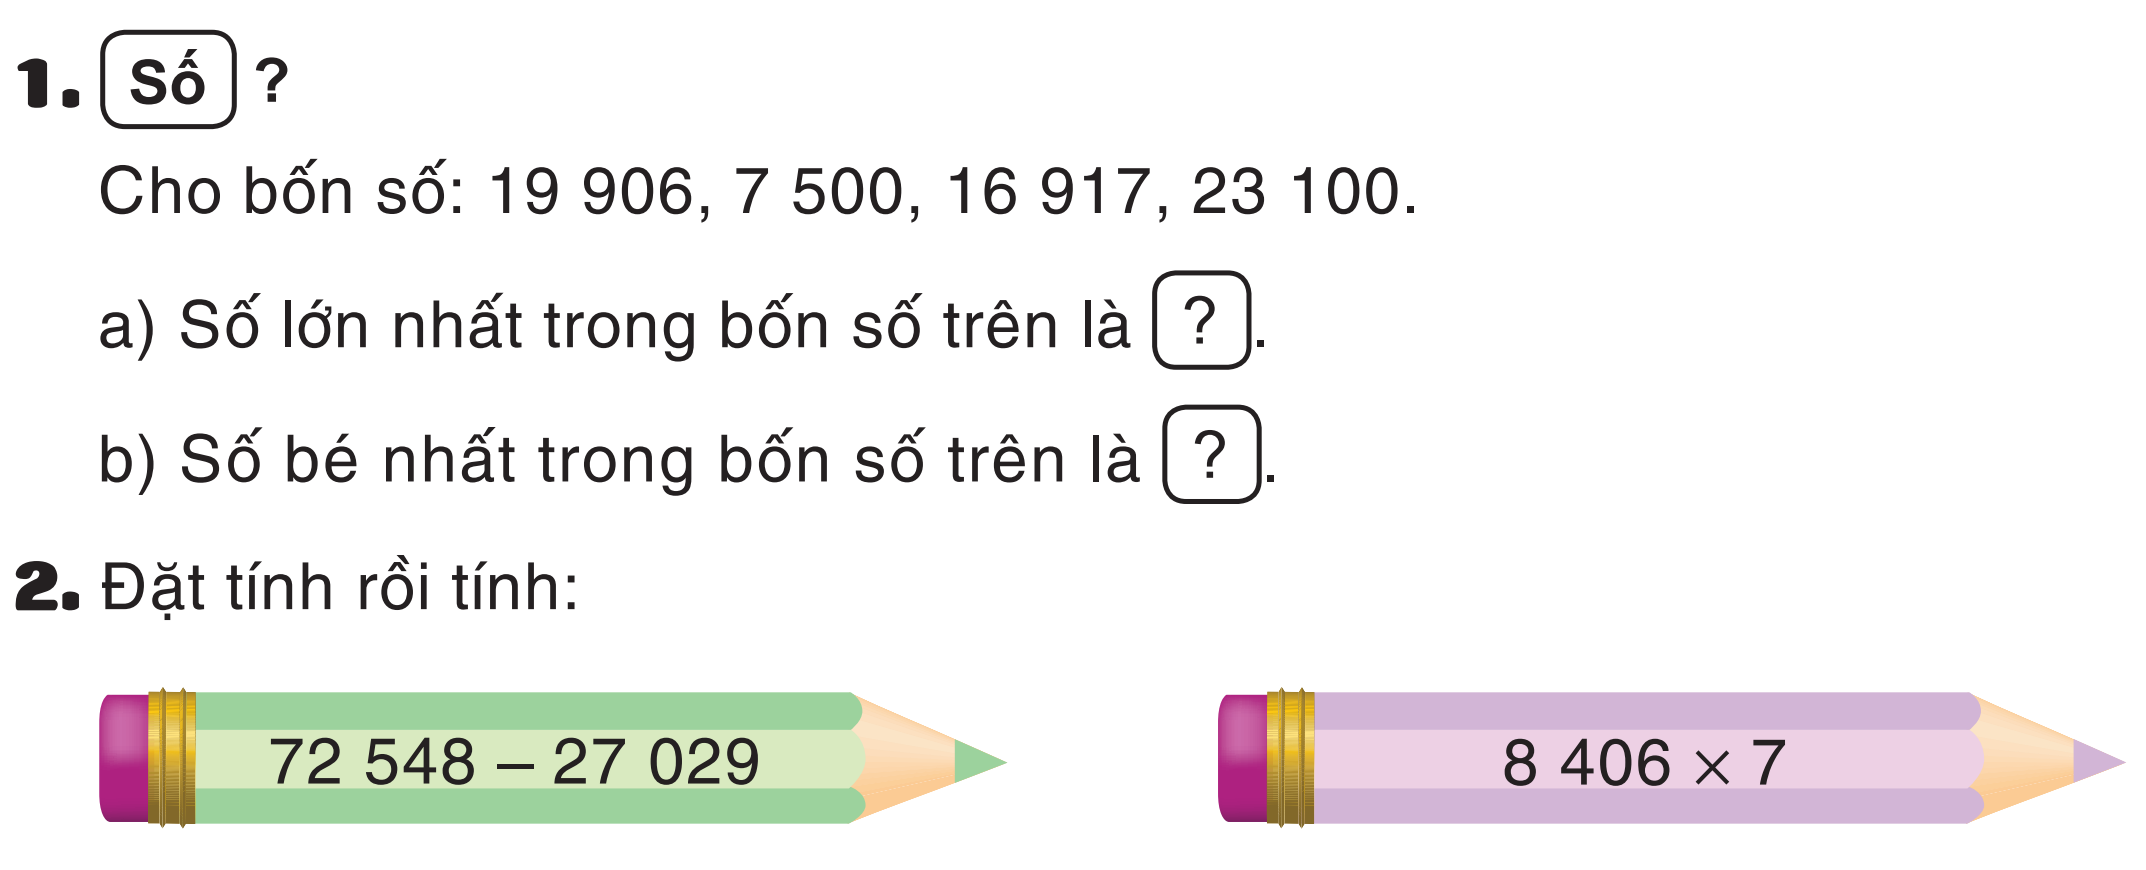 1. Số ?
Cho bốn số: 19 906, 7 500, 16 917, 23 100.
a) Số lớn nhất trong bốn số trên là ?.
b) Số bé nhất trong bốn số trên là ?.
2. Đặt tính rồi tính:
72 548 – 27 029
8 406 × 7